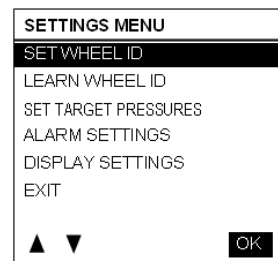 SETTINGS MENU
SET WHEEL ID
LEARN WHEEL ID
SET TARGET PRESSURES
ALARM SETTINGS
DISPLAY SETTINGS
EXIT
OK